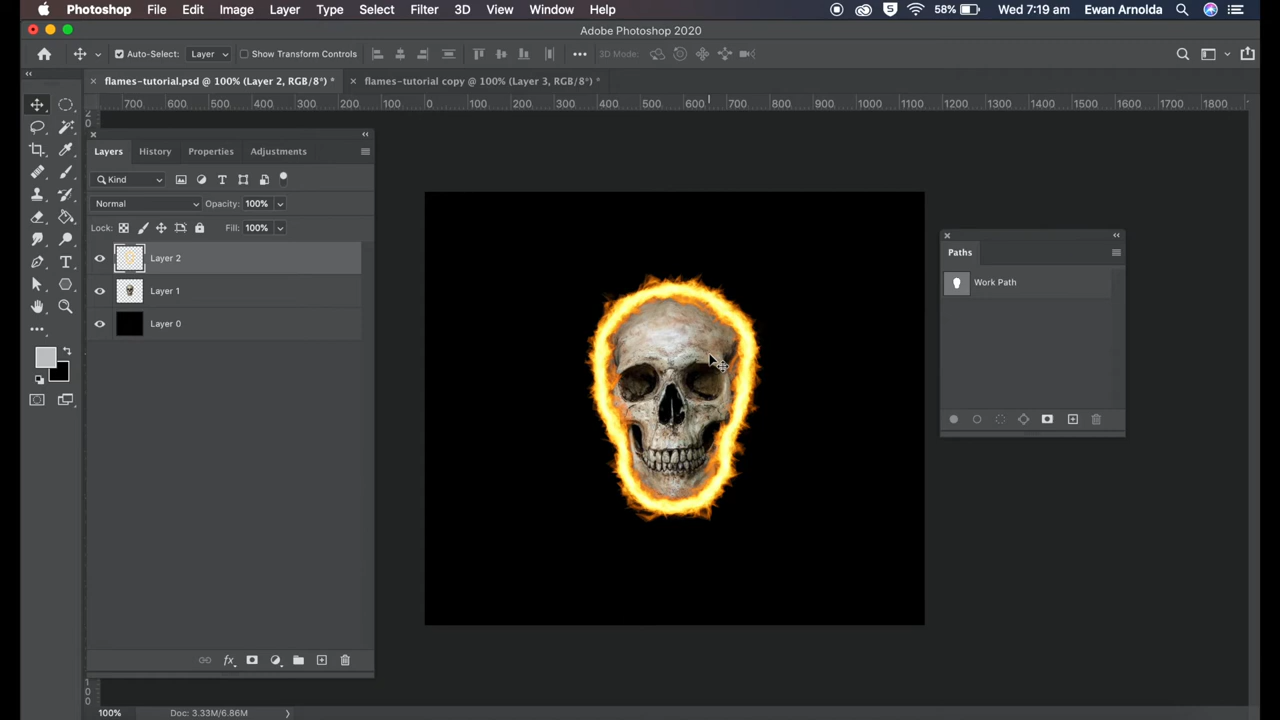 Photoshop File Edit Image Layer Type Select Filter 3D View Window Help 58% Wed 7:19 am Ewan Arnolda
Adobe Photoshop 2020
Auto-Select: Layer Show Transform Controls 3D Mode:
flames-tutorial.psd @ 100% (Layer 2, RGB/8*) * flames-tutorial copy @ 100% (Layer 3, RGB/8*) *
700 600 500 400 300 200 100 0 100 200 300 400 500 600 700 800 900 1000 1100 1200 1300 1400 1500 1600 1700 1800
Layers History Properties Adjustments
Kind
Normal Opacity: 100%
Lock: Fill: 100%
Layer 2
Layer 1
Layer 0
Paths
Work Path
100% Doc: 3.33M/6.86M